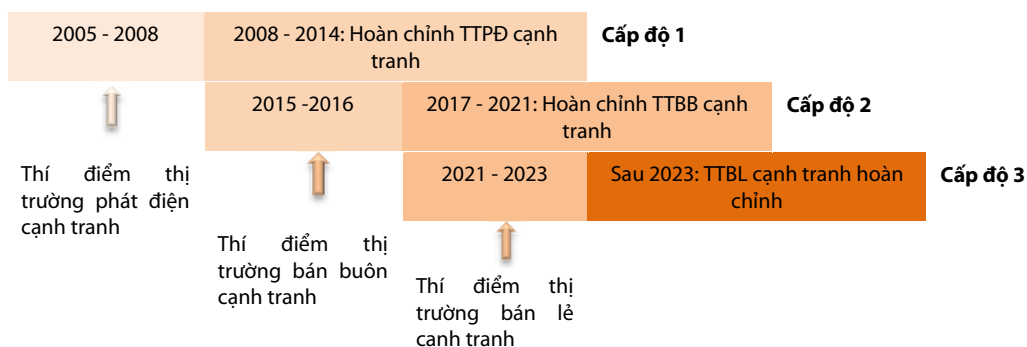 2005 - 2008
2008 - 2014: Hoàn chỉnh TTPĐ cạnh
tranh
Cấp độ 1
2015 -2016
2017 - 2021: Hoàn chỉnh TTBB cạnh
tranh
Cấp độ 2
Thí điểm thị
trường phát điện
cạnh tranh
2021 - 2023
Sau 2023: TTBL cạnh tranh hoàn
chỉnh
Cấp độ 3
Thí điểm thị
trường bán buôn
cạnh tranh
Thí điểm thị
trường bán lẻ
cạnh tranh